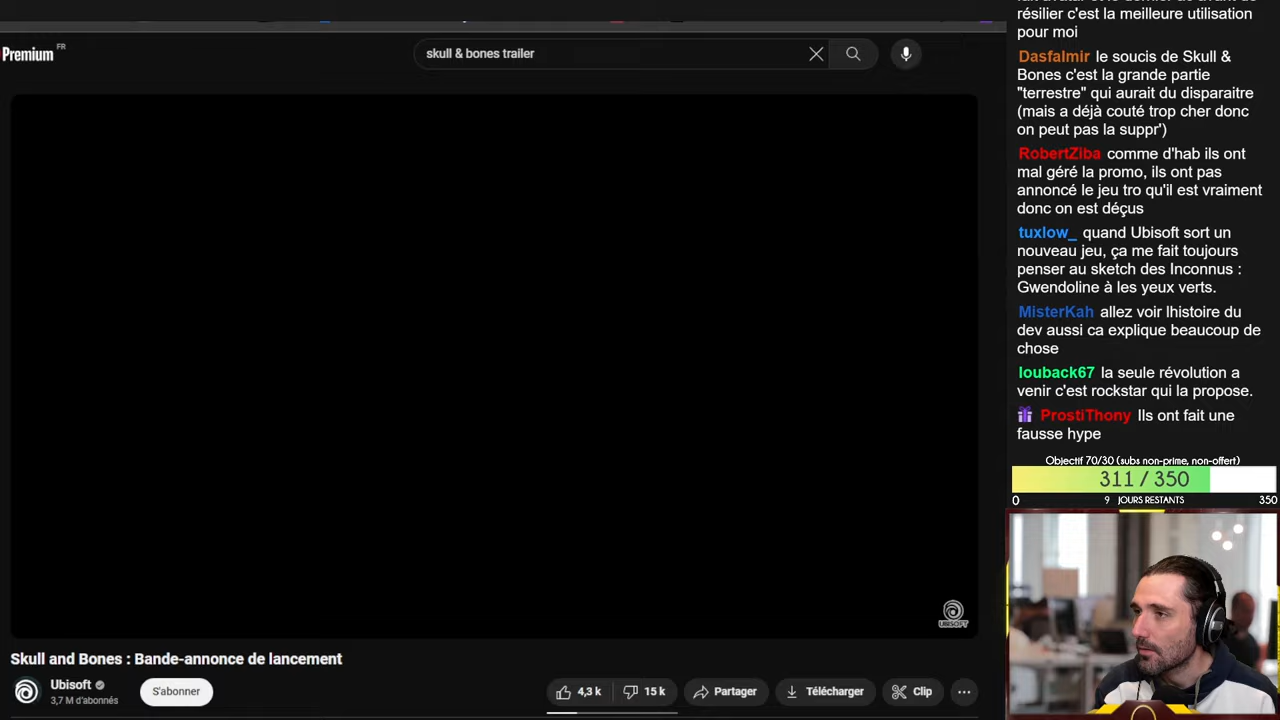 Premium FR
skull & bones trailer
Skull and Bones : Bande-annonce de lancement
Ubisoft
3,7 M d'abonnés
S'abonner
4,3 k
15 k
Partager
Télécharger
Clip
UBISOFT
résilier c'est la meilleure utilisation
pour moi
Dasfalmir le soucis de Skull &
Bones c'est la grande partie
"terrestre" qui aurait du disparaitre
(mais a déjà couté trop cher donc
on peut pas la suppr')
RobertZiba comme d'hab ils ont
mal géré la promo, ils ont pas
annoncé le jeu tro qu'il est vraiment
donc on est déçus
tuxlow_ quand Ubisoft sort un
nouveau jeu, ça me fait toujours
penser au sketch des Inconnus :
Gwendoline à les yeux verts.
MisterKah allez voir lhistoire du
dev aussi ca explique beaucoup de
chose
louback67 la seule révolution a
venir c'est rockstar qui la propose.
ProstiThony Ils ont fait une
fausse hype
Objectif 70/30 (subs non-prime, non-offert)
311 / 350
0 9 JOURS RESTANTS 350